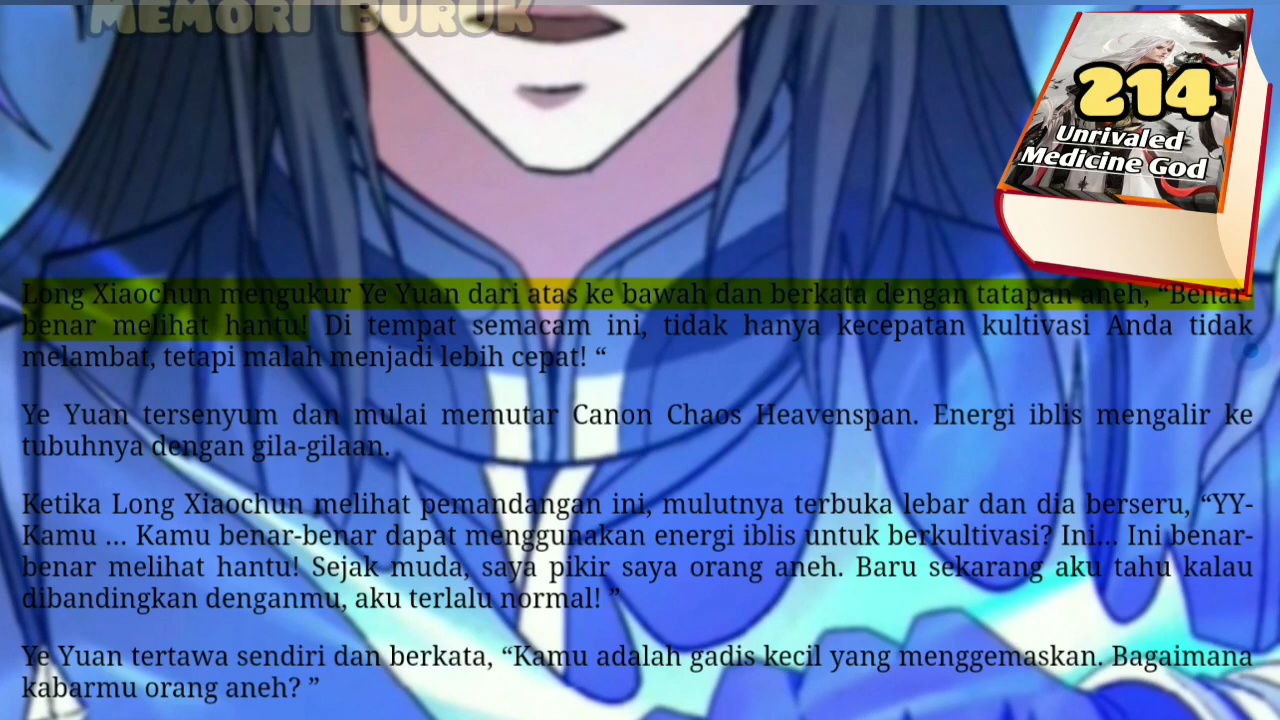 MEMORI BURUK
214
Unrivaled
Medicine God
Long Xiaochun mengukur Ye Yuan dari atas ke bawah dan berkata dengan tatapan aneh, “Benar-
benar melihat hantu! Di tempat semacam ini, tidak hanya kecepatan kultivasi Anda tidak
melambat, tetapi malah menjadi lebih cepat! “
Ye Yuan tersenyum dan mulai memutar Canon Chaos Heavenspan. Energi iblis mengalir ke
tubuhnya dengan gila-gilaan.
Ketika Long Xiaochun melihat pemandangan ini, mulutnya terbuka lebar dan dia berseru, “YY-
Kamu ... Kamu benar-benar dapat menggunakan energi iblis untuk berkultivasi? Ini... Ini benar-
benar melihat hantu! Sejak muda, saya pikir saya orang aneh. Baru sekarang aku tahu kalau
dibandingkan denganmu, aku terlalu normal! ”
Ye Yuan tertawa sendiri dan berkata, “Kamu adalah gadis kecil yang menggemaskan. Bagaimana
kabarmu orang aneh? ”